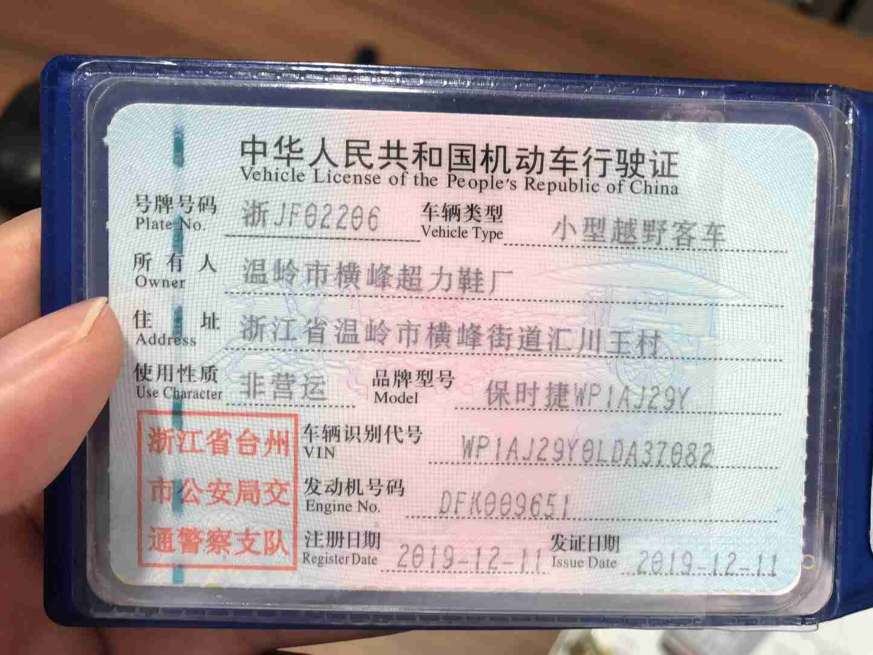 中华人民共和国机动车行驶证
Vehicle License of the People's Republic of China
号牌号码 浙JF02206 车辆类型 小型越野客车
Plate No. Vehicle Type
所有人 温岭市横峰超力鞋厂
Owner
住址 浙江省温岭市横峰街道汇川王村
Address
使用性质 非营运 品牌型号 保时捷WP1AJ29Y
Use Character Model
浙江省台州 车辆识别代号 WP1AJ29Y0LDA37082
VIN
市公安局交 发动机号码 DFK009651
Engine No.
通警察支队 注册日期 2019-12-11 发证日期 2019-12-11
Register Date Issue Date